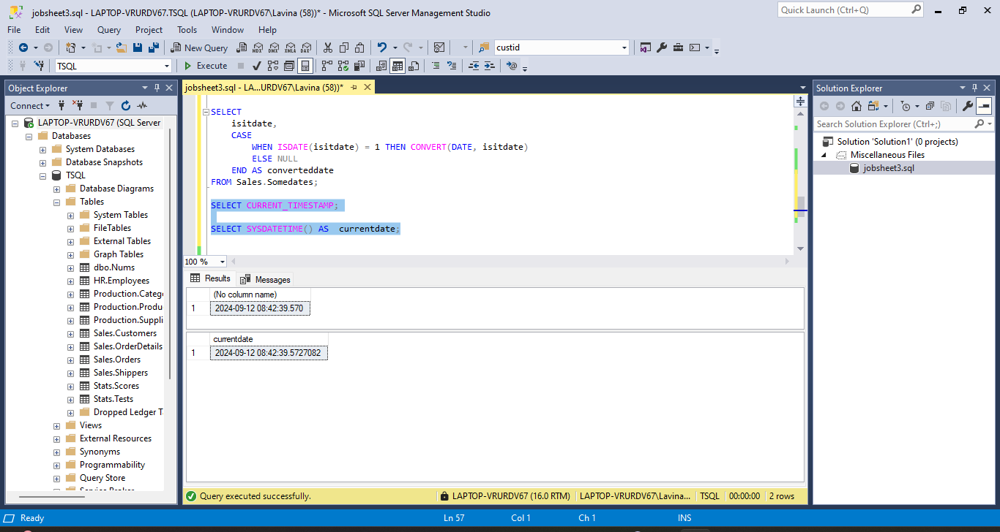 jobsheet3.sql - LAPTOP-VRURDV67.TSQL (LAPTOP-VRURDV67\Lavina (58))* - Microsoft SQL Server Management Studio
Quick Launch (Ctrl+Q)
File Edit View Query Project Tools Window Help
New Query MDX DMX XMLA DAX custid
TSQL Execute
Object Explorer
Connect
LAPTOP-VRURDV67 (SQL Server
Databases
System Databases
Database Snapshots
TSQL
Database Diagrams
Tables
System Tables
FileTables
External Tables
Graph Tables
dbo.Nums
HR.Employees
Production.Categ
Production.Produ
Production.Suppli
Sales.Customers
Sales.OrderDetails
Sales.Orders
Sales.Shippers
Stats.Scores
Stats.Tests
Dropped Ledger T
Views
External Resources
Synonyms
Programmability
Query Store
Service Broker
jobsheet3.sql - LA...URDV67\Lavina (58))*
SELECT
isitdate,
CASE
WHEN ISDATE(isitdate) = 1 THEN CONVERT(DATE, isitdate)
ELSE NULL
END AS converteddate
FROM Sales.Somedates;
SELECT CURRENT_TIMESTAMP;
SELECT SYSDATETIME() AS  currentdate;
100 %
Results Messages
(No column name)
1 2024-09-12 08:42:39.570
currentdate
1 2024-09-12 08:42:39.5727082
Query executed successfully. LAPTOP-VRURDV67 (16.0 RTM) LAPTOP-VRURDV67\Lavina... TSQL 00:00:00 2 rows
Solution Explorer
Search Solution Explorer (Ctrl+;)
Solution 'Solution1' (0 projects)
Miscellaneous Files
jobsheet3.sql
Ready Ln 57 Col 1 Ch 1 INS